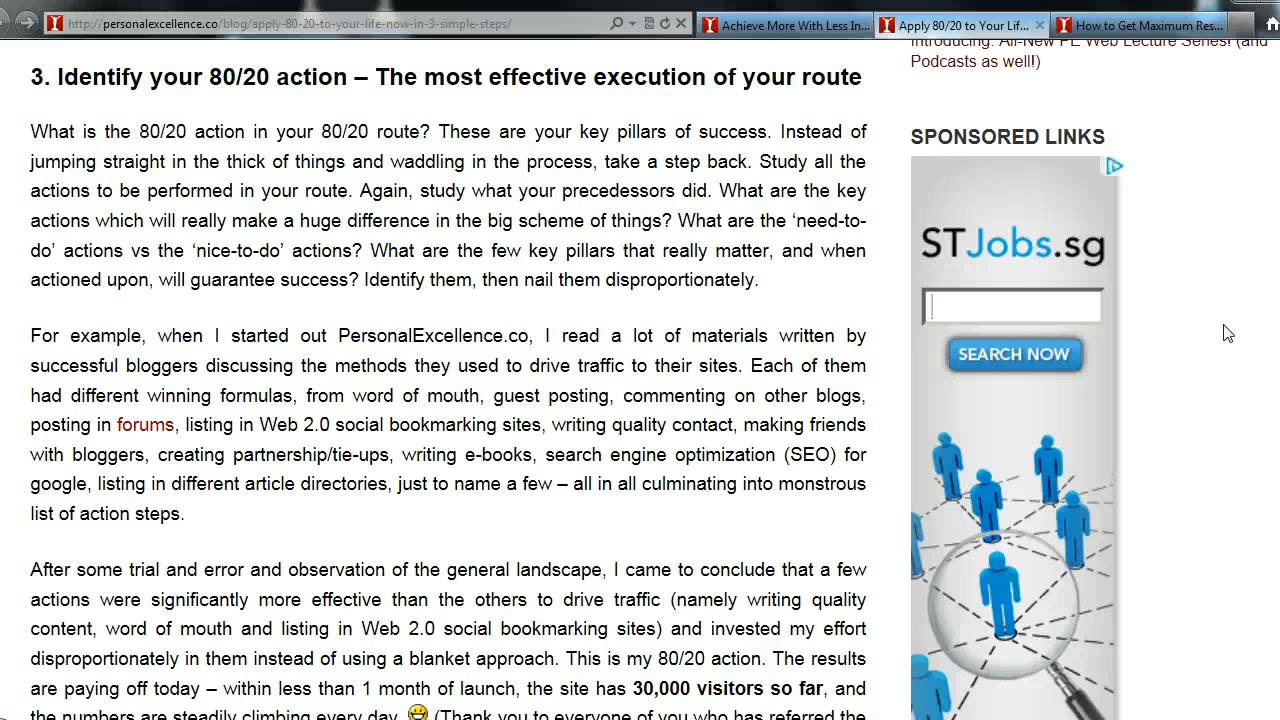 http://personalexcellence.co/blog/apply-80-20-to-your-life-now-in-3-simple-steps/
Achieve More With Less In...
Apply 80/20 to Your Lif...
How to Get Maximum Res...
3. Identify your 80/20 action – The most effective execution of your route
What is the 80/20 action in your 80/20 route? These are your key pillars of success. Instead of
jumping straight in the thick of things and waddling in the process, take a step back. Study all the
actions to be performed in your route. Again, study what your precedessors did. What are the key
actions which will really make a huge difference in the big scheme of things? What are the ‘need-to-
do’ actions vs the ‘nice-to-do’ actions? What are the few key pillars that really matter, and when
actioned upon, will guarantee success? Identify them, then nail them disproportionately.
For example, when I started out PersonalExcellence.co, I read a lot of materials written by
successful bloggers discussing the methods they used to drive traffic to their sites. Each of them
had different winning formulas, from word of mouth, guest posting, commenting on other blogs,
posting in forums, listing in Web 2.0 social bookmarking sites, writing quality contact, making friends
with bloggers, creating partnership/tie-ups, writing e-books, search engine optimization (SEO) for
google, listing in different article directories, just to name a few – all in all culminating into monstrous
list of action steps.
After some trial and error and observation of the general landscape, I came to conclude that a few
actions were significantly more effective than the others to drive traffic (namely writing quality
content, word of mouth and listing in Web 2.0 social bookmarking sites) and invested my effort
disproportionately in them instead of using a blanket approach. This is my 80/20 action. The results
are paying off today – within less than 1 month of launch, the site has 30,000 visitors so far, and
the numbers are steadily climbing every day. (Thank you to everyone of you who has referred the
Introducing: All-New PE Web Lecture Series! (and
Podcasts as well!)
SPONSORED LINKS
STJobs.sg
SEARCH NOW